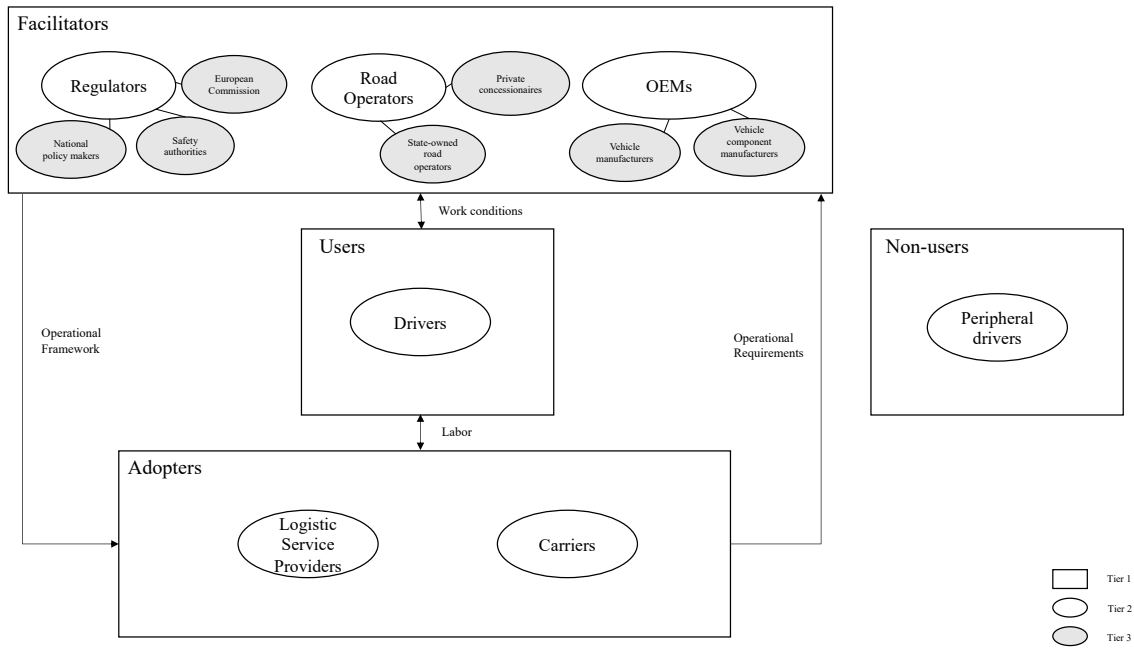 Facilitators
Regulators
European
Commission
National
policy makers
Safety
authorities
Road
Operators
Private
concessionaires
State-owned
road
operators
OEMs
Vehicle
manufacturers
Vehicle
component
manufacturers
Work conditions
Users
Drivers
Non-users
Peripheral
drivers
Operational
Framework
Operational
Requirements
Labor
Adopters
Logistic
Service
Providers
Carriers
Tier 1
Tier 2
Tier 3